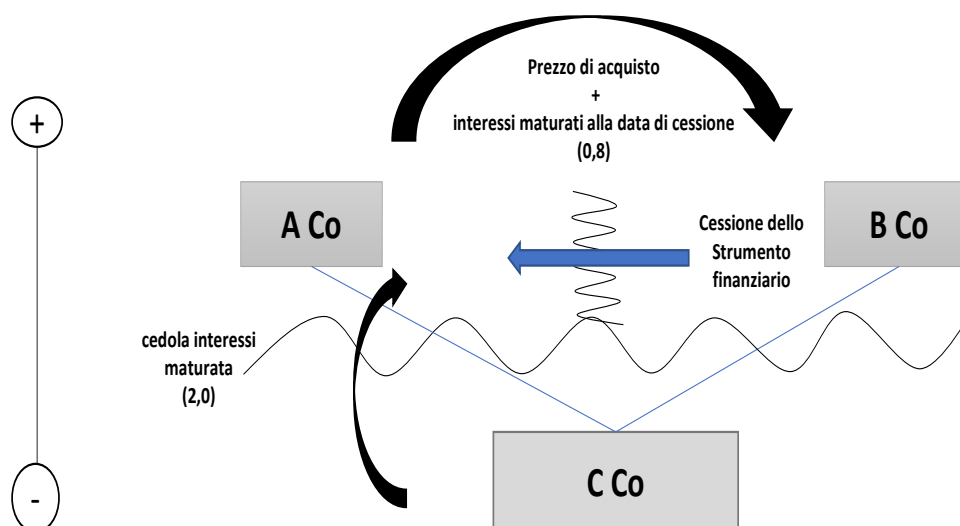 Prezzo di acquisto
+
interessi maturati alla data di cessione
(0,8)
+
A Co
B Co
Cessione dello
Strumento
finanziario
cedola interessi
maturata
(2,0)
C Co
-